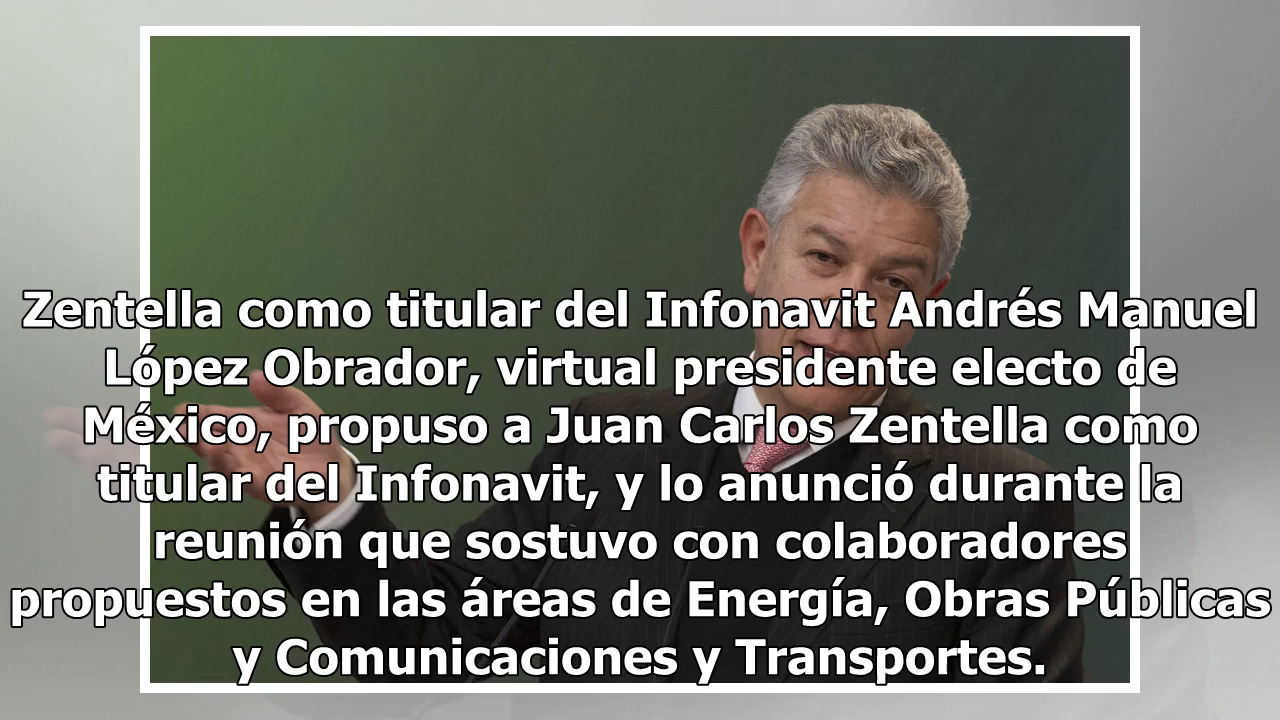 Zentella como titular del Infonavit Andrés Manuel
López Obrador, virtual presidente electo de
México, propuso a Juan Carlos Zentella como
titular del Infonavit, y lo anunció durante la
reunión que sostuvo con colaboradores
propuestos en las áreas de Energía, Obras Públicas
y Comunicaciones y Transportes.